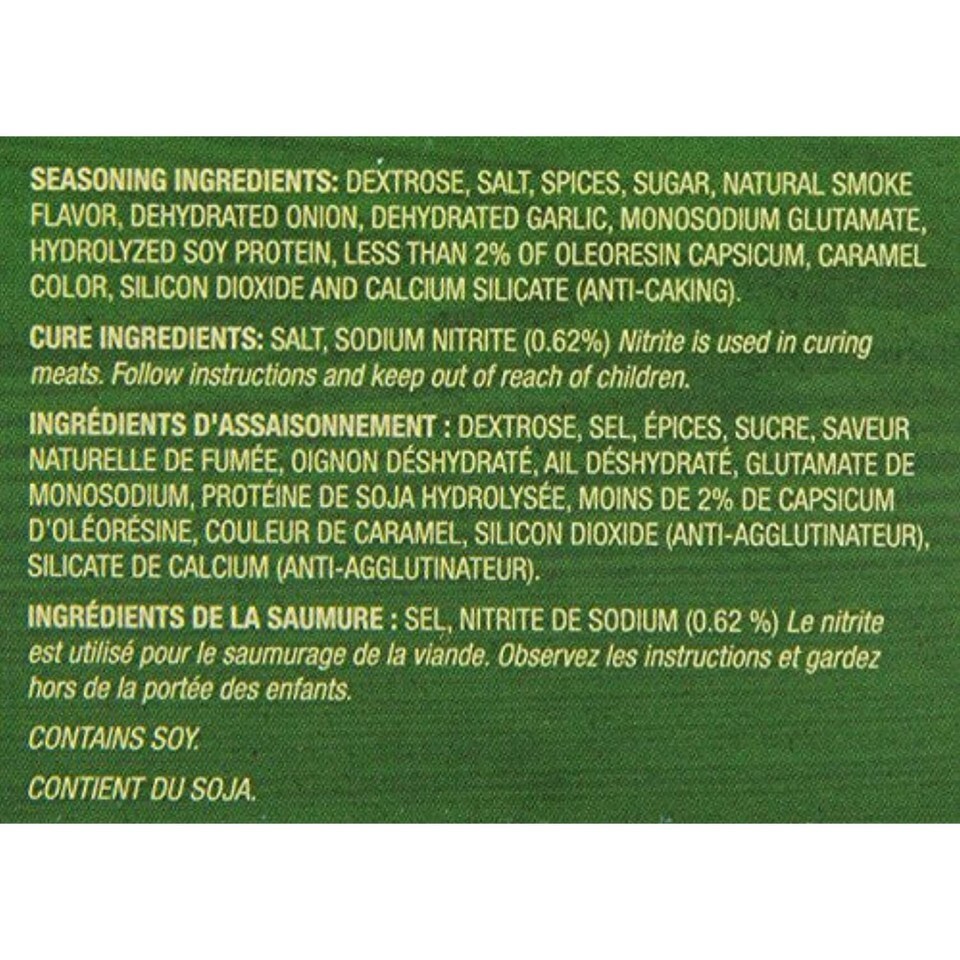 SEASONING INGREDIENTS: DEXTROSE, SALT, SPICES, SUGAR, NATURAL SMOKE
FLAVOR, DEHYDRATED ONION, DEHYDRATED GARLIC, MONOSODIUM GLUTAMATE,
HYDROLYZED SOY PROTEIN, LESS THAN 2% OF OLEORESIN CAPSICUM, CARAMEL
COLOR, SILICON DIOXIDE AND CALCIUM SILICATE (ANTI-CAKING).
CURE INGREDIENTS: SALT, SODIUM NITRITE (0.62%) Nitrite is used in curing
meats. Follow instructions and keep out of reach of children.
INGRÉDIENTS D'ASSAISONNEMENT : DEXTROSE, SEL, ÉPICES, SUCRE, SAVEUR
NATURELLE DE FUMÉE, OIGNON DÉSHYDRATÉ, AIL DÉSHYDRATÉ, GLUTAMATE DE
MONOSODIUM, PROTÉINE DE SOJA HYDROLYSÉE, MOINS DE 2% DE CAPSICUM
D'OLÉORÉSINE, COULEUR DE CARAMEL, SILICON DIOXIDE (ANTI-AGGLUTINATEUR),
SILICATE DE CALCIUM (ANTI-AGGLUTINATEUR).
INGRÉDIENTS DE LA SAUMURE : SEL, NITRITE DE SODIUM (0.62 %) Le nitrite
est utilisé pour le saumurage de la viande. Observez les instructions et gardez
hors de la portée des enfants.
CONTAINS SOY.
CONTIENT DU SOJA.